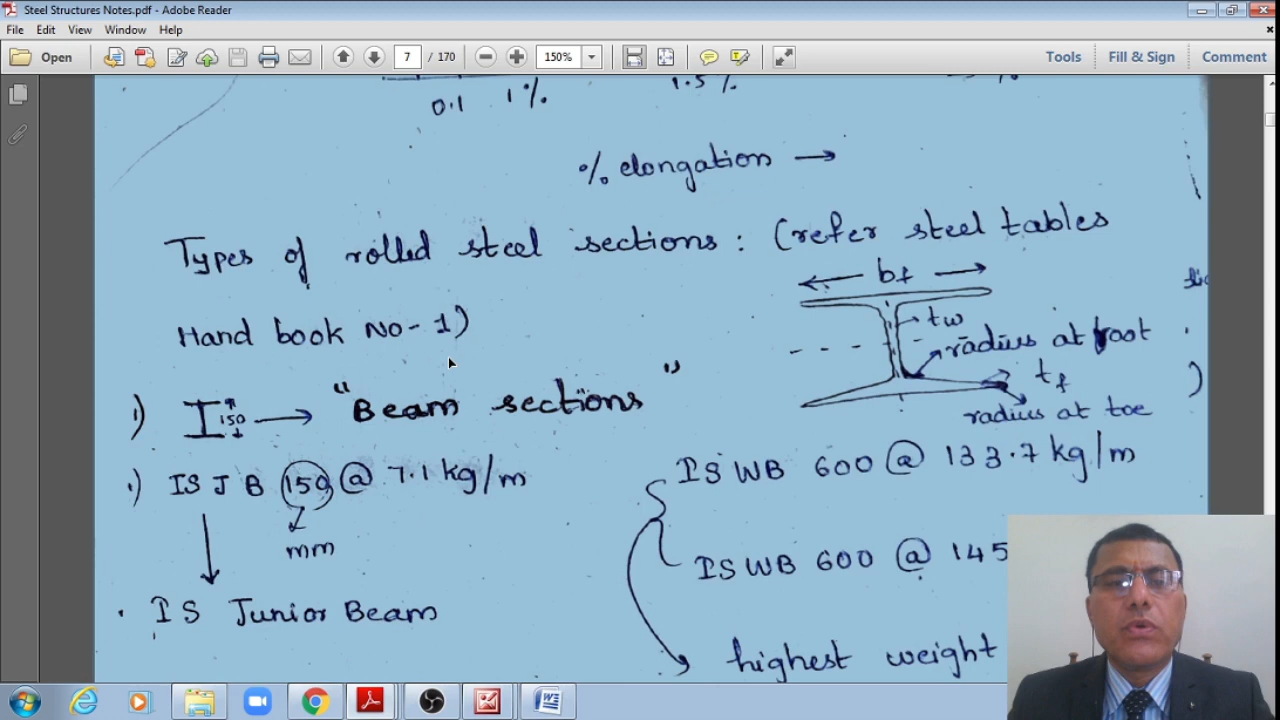 Steel Structures Notes.pdf - Adobe Reader
File Edit View Window Help
Open 7 / 170 150% Tools Fill & Sign Comment
0.1 1% 1.5%
% elongation →
Types of rolled steel sections : (refer steel tables
Hand book No-1)
bf
tw
radius at root
tf
radius at toe
1) I 150 → "Beam sections"
IS J B 150 @ 7.1 kg/m
mm
IS Junior Beam
IS WB 600 @ 133.7 kg/m
IS WB 600 @ 145
highest weight